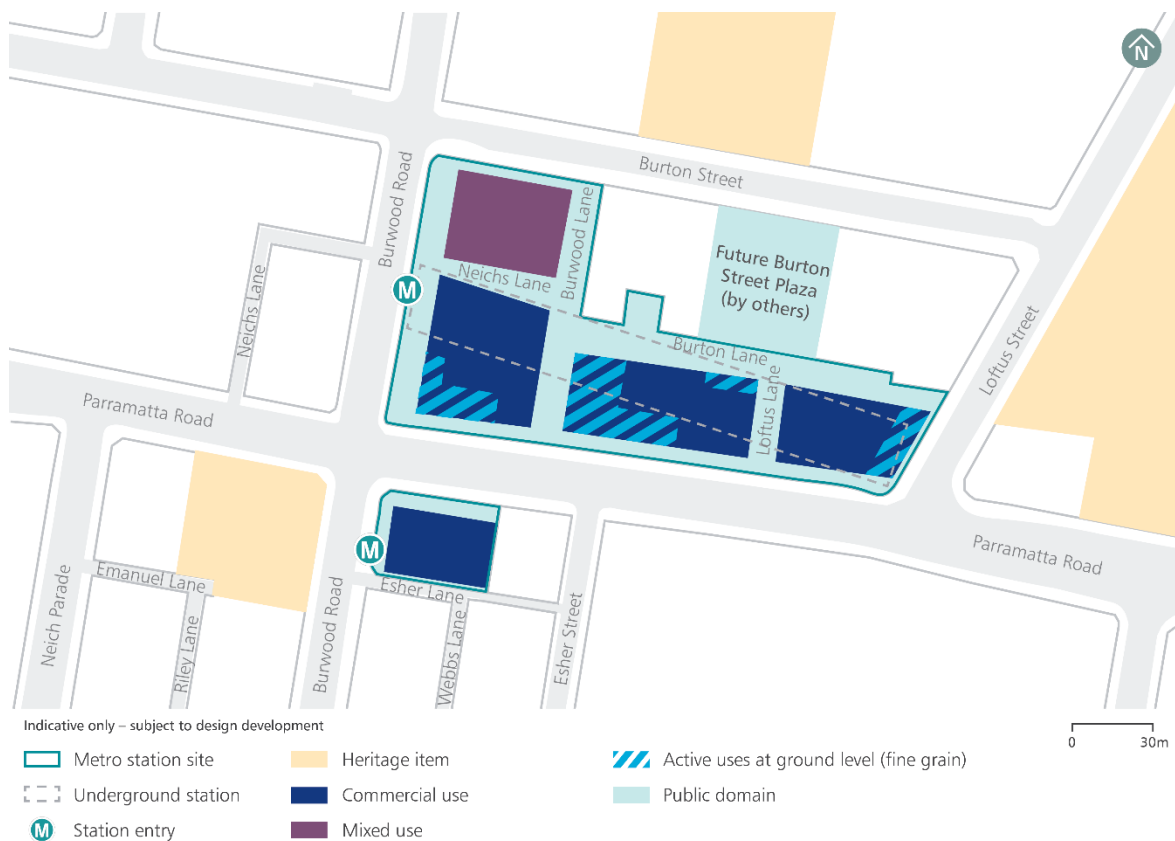 N
Burton Street
Burwood Road
Burwood Lane
Future Burton
Street Plaza
(by others)
Neichs Lane
Neichs Lane
M
Burton Lane
Loftus Street
Loftus Lane
Parramatta Road
Parramatta Road
M
Emanuel Lane
Esher Lane
Neich Parade
Riley Lane
Burwood Road
Webbs Lane
Esher Street
Indicative only – subject to design development
0 30m
Metro station site
Heritage item
Active uses at ground level (fine grain)
Underground station
Commercial use
Public domain
M Station entry
Mixed use